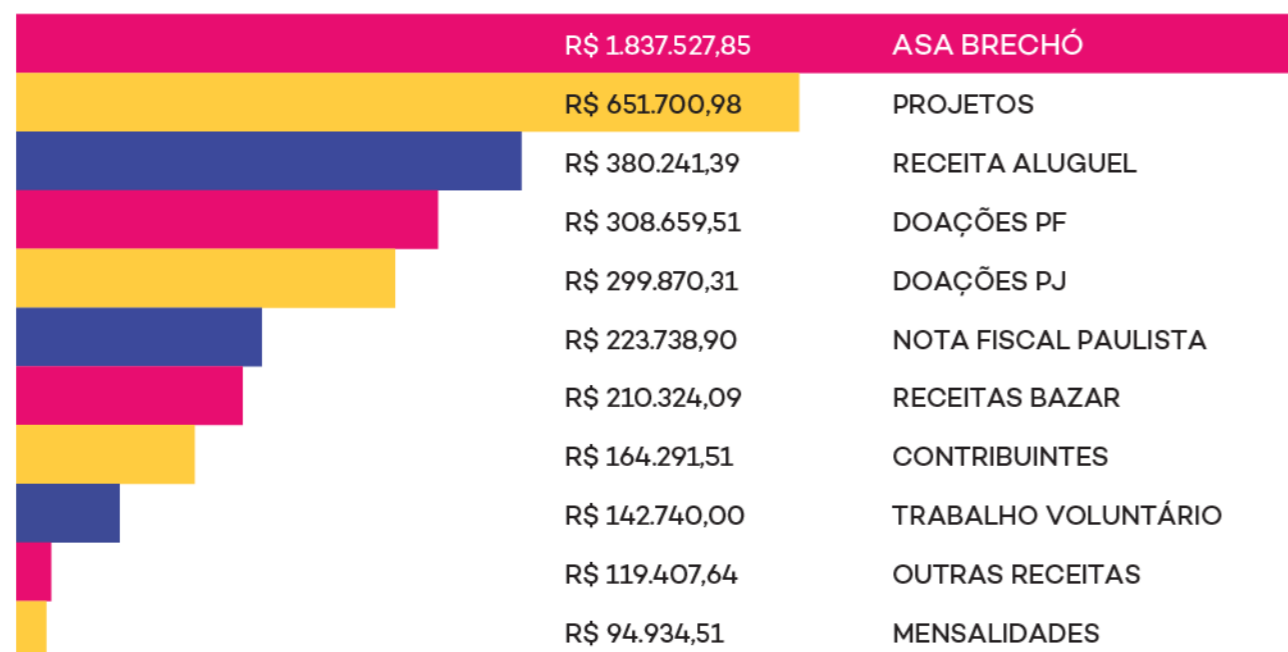 R$ 1.837.527,85 ASA BRECHÓ
R$ 651.700,98 PROJETOS
R$ 380.241,39 RECEITA ALUGUEL
R$ 308.659,51 DOAÇÕES PF
R$ 299.870,31 DOAÇÕES PJ
R$ 223.738,90 NOTA FISCAL PAULISTA
R$ 210.324,09 RECEITAS BAZAR
R$ 164.291,51 CONTRIBUINTES
R$ 142.740,00 TRABALHO VOLUNTÁRIO
R$ 119.407,64 OUTRAS RECEITAS
R$ 94.934,51 MENSALIDADES